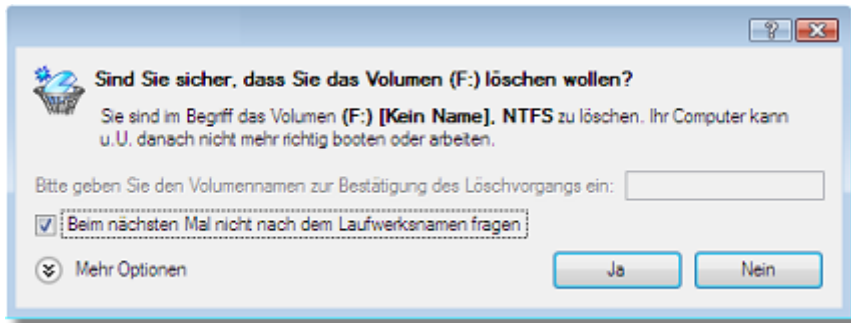 Sind Sie sicher, dass Sie das Volumen (F:) löschen wollen?
Sie sind im Begriff das Volumen (F:) [Kein Name], NTFS zu löschen. Ihr Computer kann
u.U. danach nicht mehr richtig booten oder arbeiten.
Bitte geben Sie den Volumennamen zur Bestätigung des Löschvorgangs ein:
Beim nächsten Mal nicht nach dem Laufwerksnamen fragen
Mehr Optionen
Ja
Nein